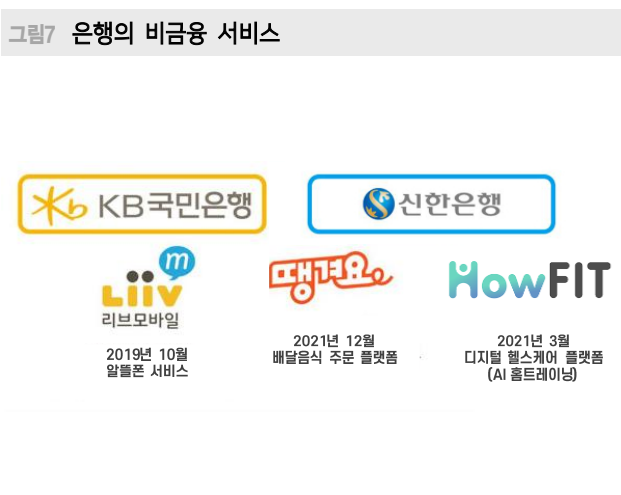 그림7 은행의 비금융 서비스
KB국민은행
신한은행
Liiv m
리브모바일
2019년 10월
알뜰폰 서비스
땡겨요
2021년 12월
배달음식 주문 플랫폼
HowFIT
2021년 3월
디지털 헬스케어 플랫폼
(AI 홈트레이닝)